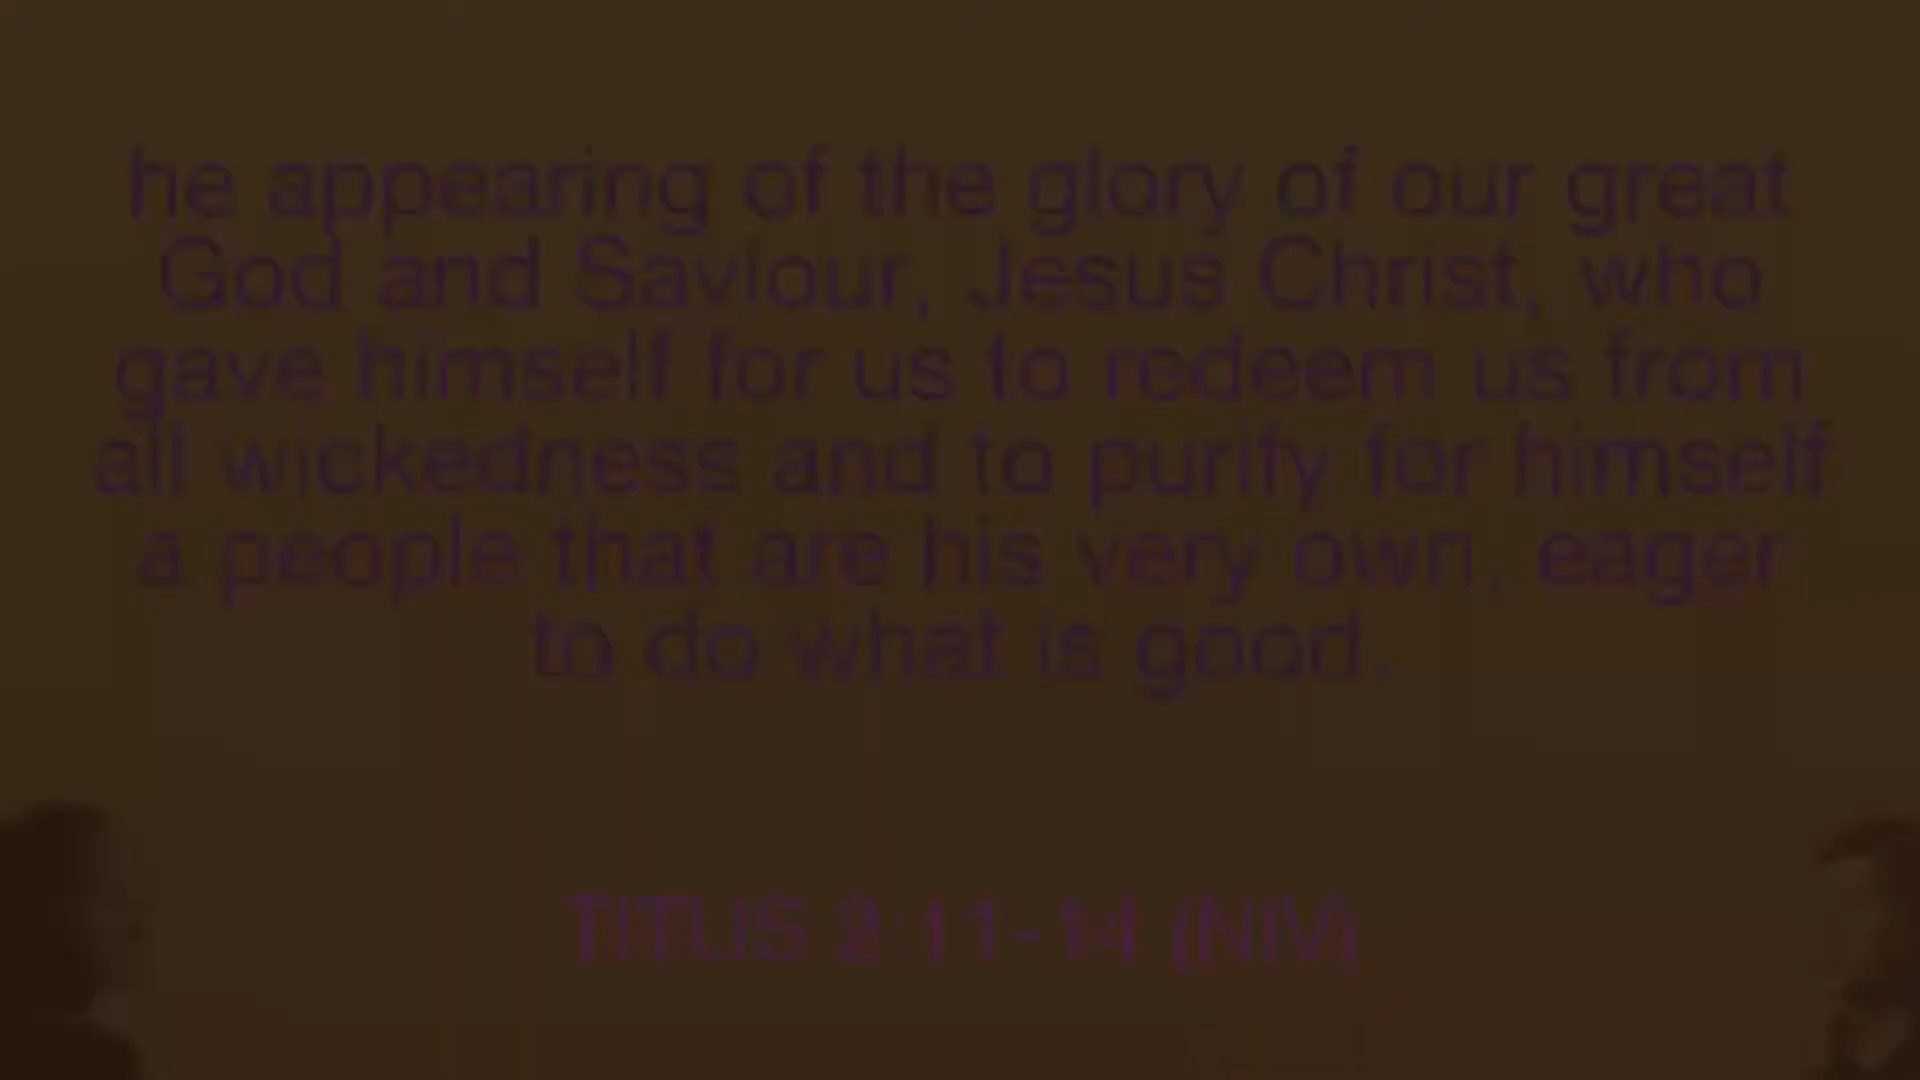 he appearing of the glory of our great
God and Saviour, Jesus Christ, who
gave himself for us to redeem us from
all wickedness and to purify for himself
a people that are his very own, eager
to do what is good.
TITUS 2:11-14 (NIV)